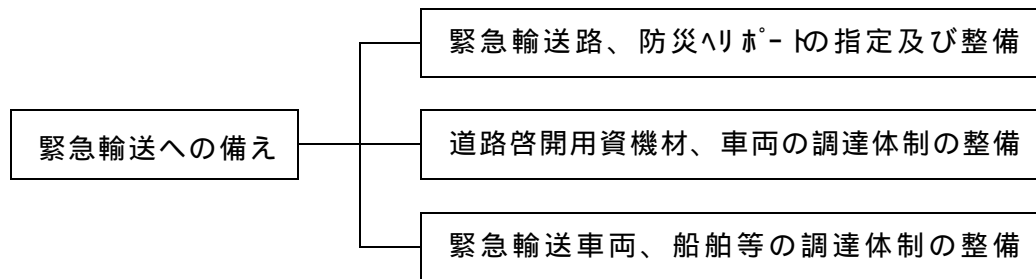 緊急輸送路、防災ﾍﾘﾎﾟｰﾄの指定及び整備
緊急輸送への備え
道路啓開用資機材、車両の調達体制の整備
緊急輸送車両、船舶等の調達体制の整備